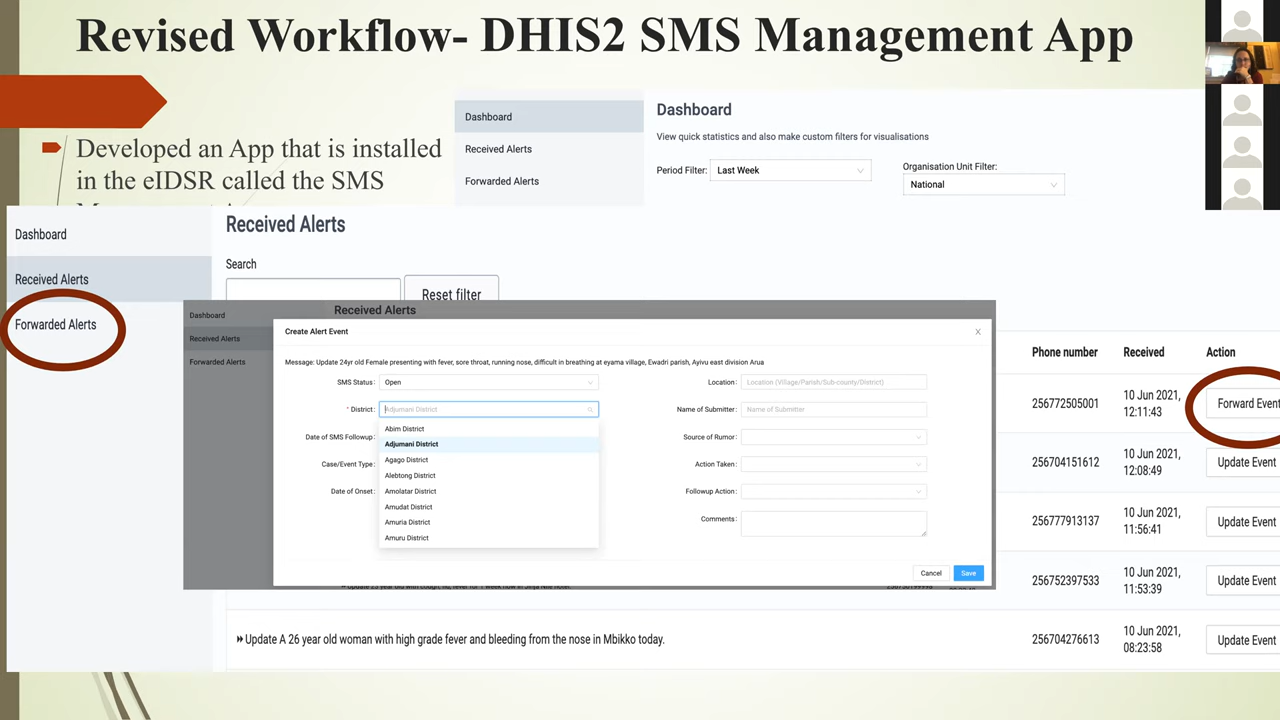 Revised Workflow- DHIS2 SMS Management App
Developed an App that is installed
in the eIDSR called the SMS
Dashboard
Received Alerts
Forwarded Alerts
Dashboard
View quick statistics and also make custom filters for visualisations
Period Filter: Last Week
Organisation Unit Filter:
National
Dashboard
Received Alerts
Forwarded Alerts
Received Alerts
Search
Reset filter
Dashboard
Received Alerts
Forwarded Alerts
Received Alerts
Create Alert Event
X
Message: Update 24yr old Female presenting with fever, sore throat, running nose, difficult in breathing at eyama village, Ewadri parish, Ayivu east division Arua
SMS Status: Open
* District: Adjumani District
Abim District
Adjumani District
Agago District
Alebtong District
Amolatar District
Amudat District
Amuria District
Amuru District
Date of SMS Followup:
Case/Event Type:
Date of Onset:
Location: Location (Village/Parish/Sub-county/District)
Name of Submitter: Name of Submitter
Source of Rumor:
Action Taken:
Followup Action:
Comments:
Cancel
Save
Phone number Received Action
256772505001 10 Jun 2021, 12:11:43 Forward Event
256704151612 10 Jun 2021, 12:08:49 Update Event
256777913137 10 Jun 2021, 11:56:41 Update Event
256752397533 10 Jun 2021, 11:53:39 Update Event
Update A 26 year old woman with high grade fever and bleeding from the nose in Mbikko today. 256704276613 10 Jun 2021, 08:23:58 Update Event